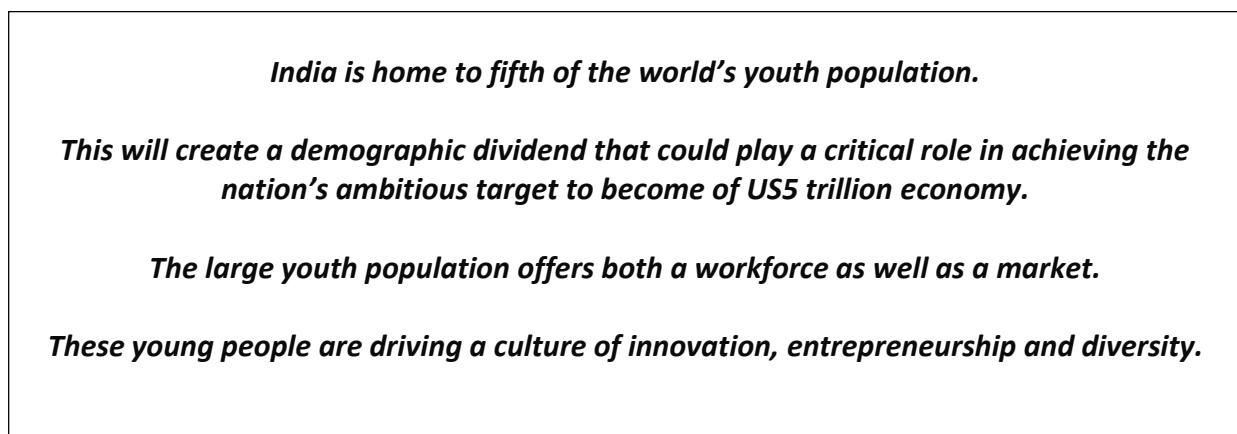 India is home to fifth of the world’s youth population.
This will create a demographic dividend that could play a critical role in achieving the
nation’s ambitious target to become of US5 trillion economy.
The large youth population offers both a workforce as well as a market.
These young people are driving a culture of innovation, entrepreneurship and diversity.